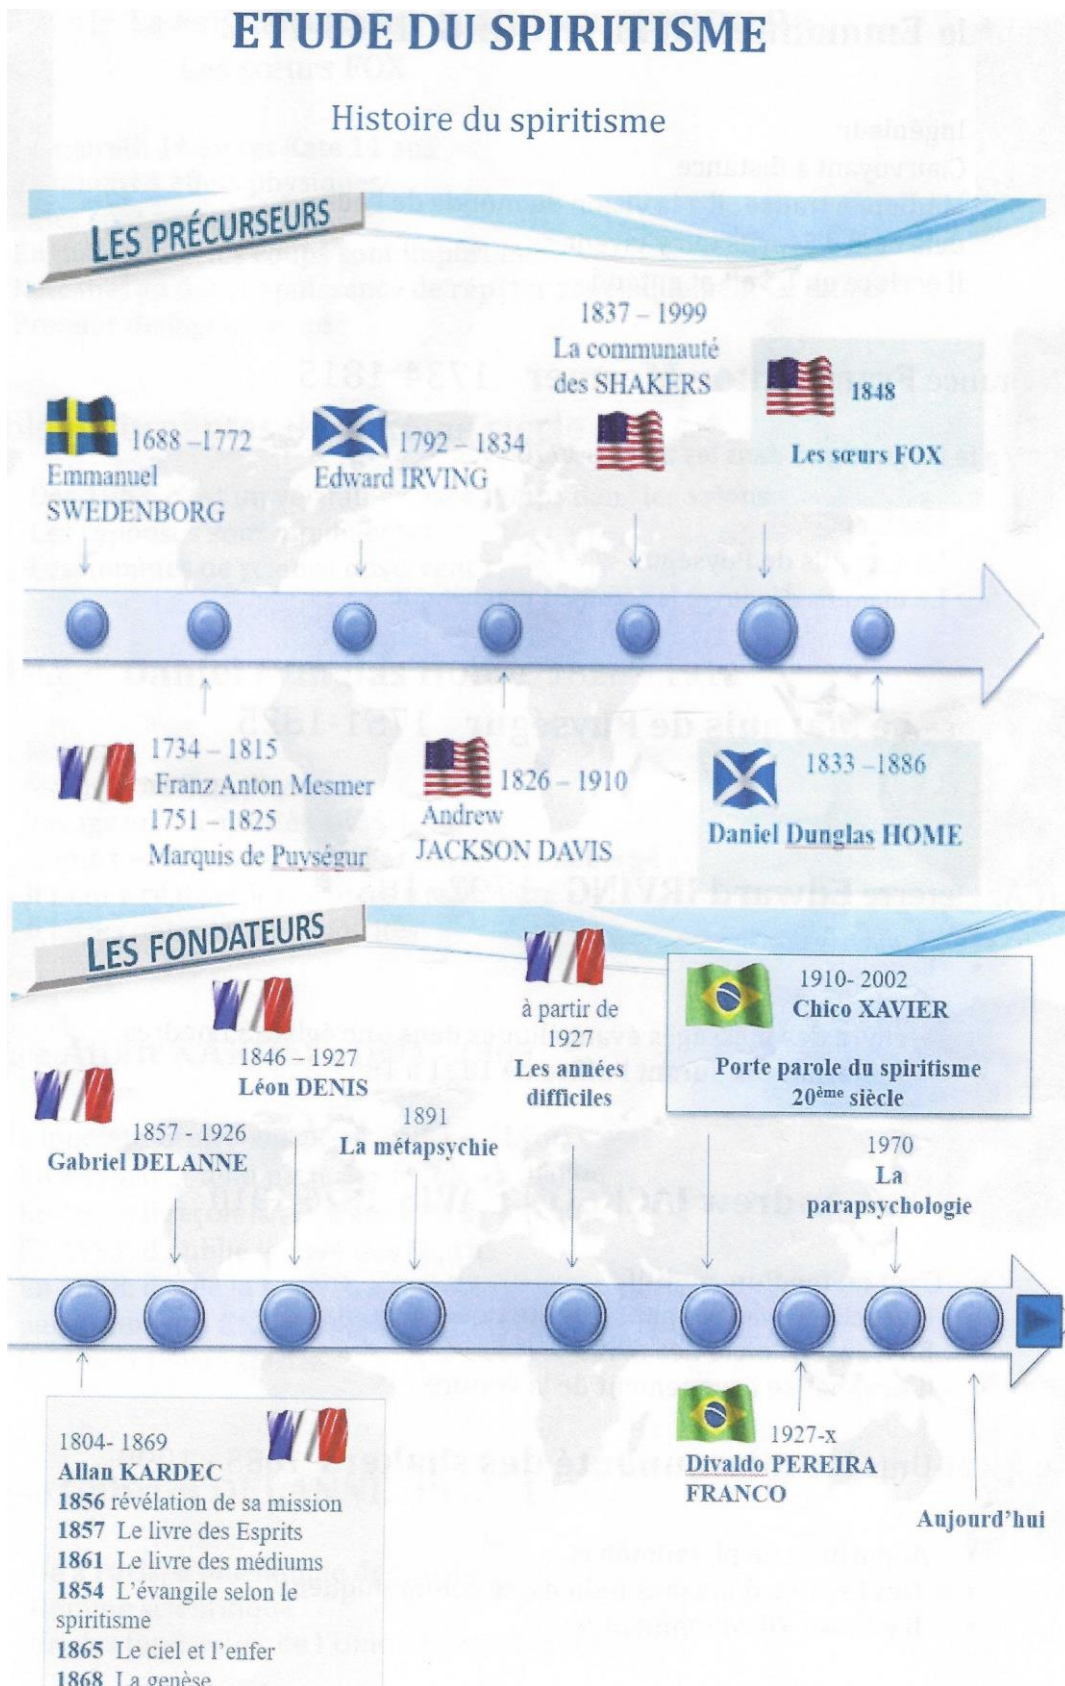 ETUDE DU SPIRITISME
Histoire du spiritisme
LES PRÉCURSEURS
1688 –1772
Emmanuel
SWEDENBORG
1792 – 1834
Edward IRVING
1837 – 1999
La communauté
des SHAKERS
1848
Les sœurs FOX
1734 – 1815
Franz Anton Mesmer
1751 – 1825
Marquis de Puységur
1826 – 1910
Andrew
JACKSON DAVIS
1833 –1886
Daniel Dunglas HOME
LES FONDATEURS
1857 - 1926
Gabriel DELANNE
1846 – 1927
Léon DENIS
1891
La métapsychie
à partir de
1927
Les années
difficiles
1910- 2002
Chico XAVIER
Porte parole du spiritisme
20ème siècle
1970
La
parapsychologie
1804- 1869
Allan KARDEC
1856 révélation de sa mission
1857 Le livre des Esprits
1861 Le livre des médiums
1854 L'évangile selon le
spiritisme
1865 Le ciel et l'enfer
1868 La genèse
1927-x
Divaldo PEREIRA
FRANCO
Aujourd'hui